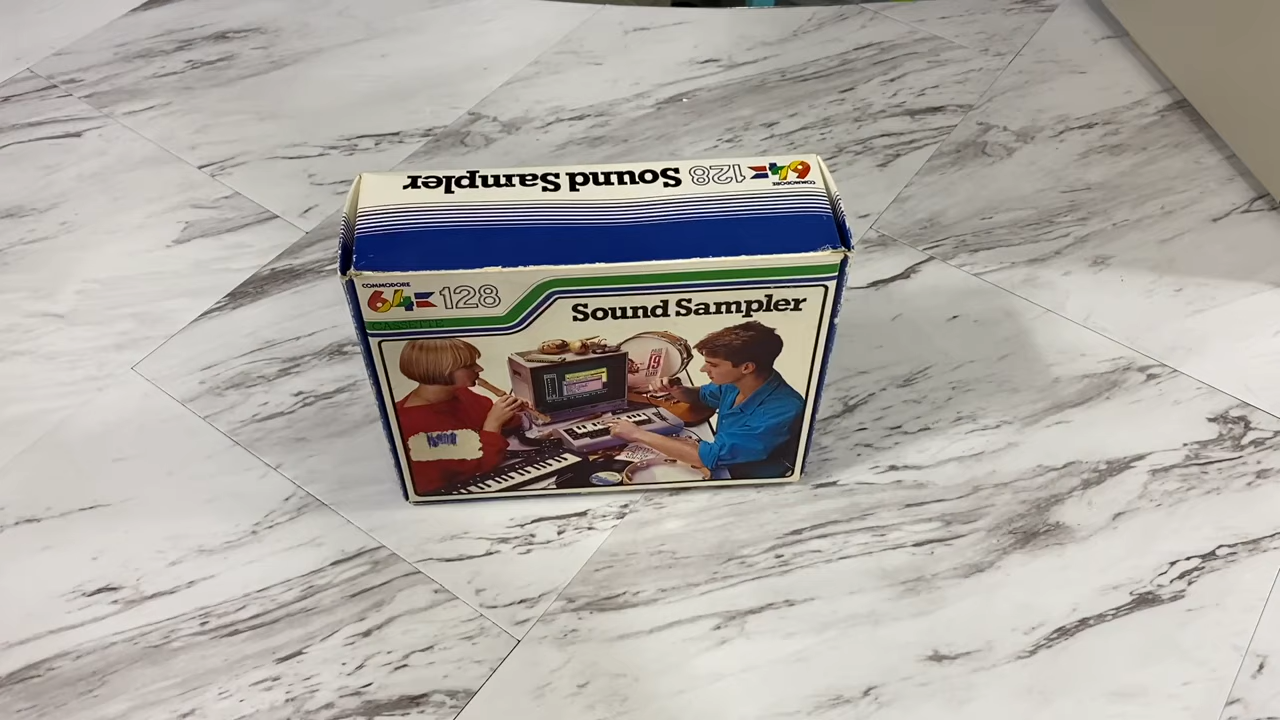 COMMODORE
64 128 Sound Sampler
COMMODORE
64 128
CASSETTE
Sound Sampler